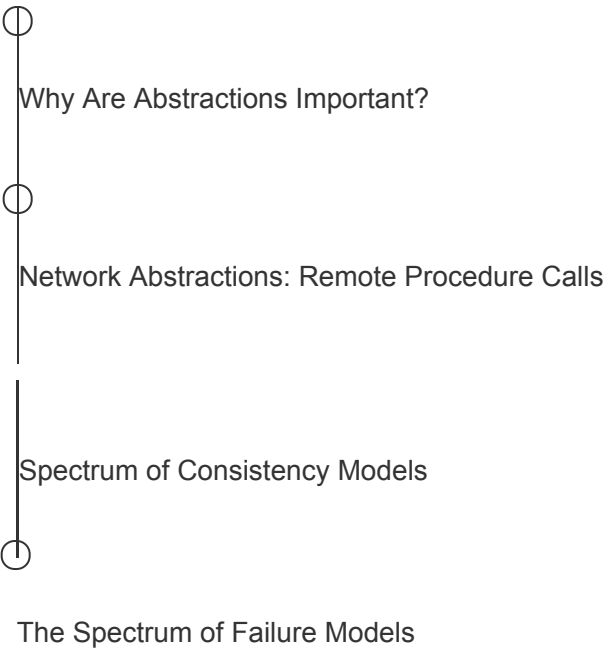 Why Are Abstractions Important?
Network Abstractions: Remote Procedure Calls
Spectrum of Consistency Models
The Spectrum of Failure Models